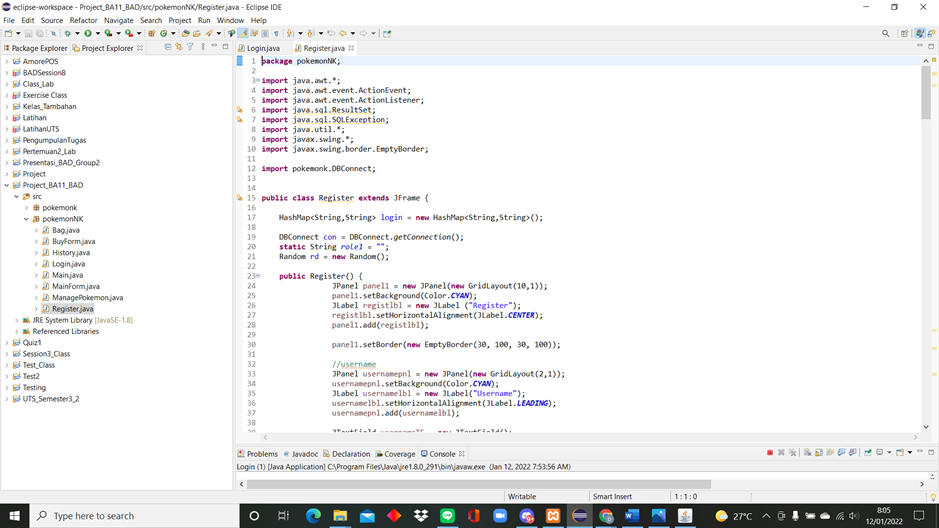 eclipse-workspace - Project_BA11_BAD/src/pokemonNK/Register.java - Eclipse IDE
File Edit Source Refactor Navigate Search Project Run Window Help
Package Explorer Project Explorer
Login.java Register.java
AmorePOS
BADSession8
Class_Lab
Exercise Class
Kelas_Tambahan
Latihan
LatihanUTS
PengumpulanTugas
Pertemuan2_Lab
Presentasi_BAD_Group2
Project
Project_BA11_BAD
src
pokemonk
pokemonNK
Bag.java
BuyForm.java
History.java
Login.java
Main.java
MainForm.java
ManagePokemon.java
Register.java
JRE System Library [JavaSE-1.8]
Referenced Libraries
Quiz1
Session3_Class
Test_Class
Test2
Testing
UTS_Semester3_2
1 package pokemonNK;
2
3 import java.awt.*;
4 import java.awt.event.ActionEvent;
5 import java.awt.event.ActionListener;
6 import java.sql.ResultSet;
7 import java.sql.SQLException;
8 import java.util.*;
9 import javax.swing.*;
10 import javax.swing.border.EmptyBorder;
11
12 import pokemonk.DBConnect;
13
14
15 public class Register extends JFrame {
16
17 HashMap<String,String> login = new HashMap<String,String>();
18
19 DBConnect con = DBConnect.getConnection();
20 static String role1 = "";
21 Random rd = new Random();
22
23 public Register() {
24 JPanel panel1 = new JPanel(new GridLayout(10,1));
25 panel1.setBackground(Color.CYAN);
26 JLabel registlbl = new JLabel ("Register");
27 registlbl.setHorizontalAlignment(JLabel.CENTER);
28 panel1.add(registlbl);
29
30 panel1.setBorder(new EmptyBorder(30, 100, 30, 100));
31
32 //username
33 JPanel usernamepnl = new JPanel(new GridLayout(2,1));
34 usernamepnl.setBackground(Color.CYAN);
35 JLabel usernamelbl = new JLabel("Username");
36 usernamelbl.setHorizontalAlignment(JLabel.LEADING);
37 usernamepnl.add(usernamelbl);
38
Problems Javadoc Declaration Coverage Console
Login (1) [Java Application] C:\Program Files\Java\jre1.8.0_291\bin\javaw.exe (Jan 12, 2022 7:53:56 AM)
Writable Smart Insert 1 : 1 : 0
Type here to search
27°C
8:05
12/01/2022